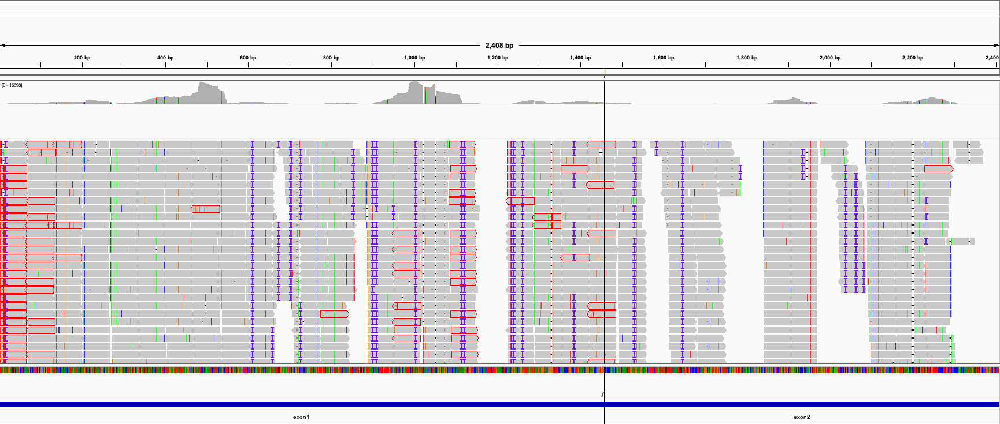 2,408 bp
200 bp 400 bp 600 bp 800 bp 1,000 bp 1,200 bp 1,400 bp 1,600 bp 1,800 bp 2,000 bp 2,200 bp 2,400
[0 - 16698]
j1
exon1 exon2